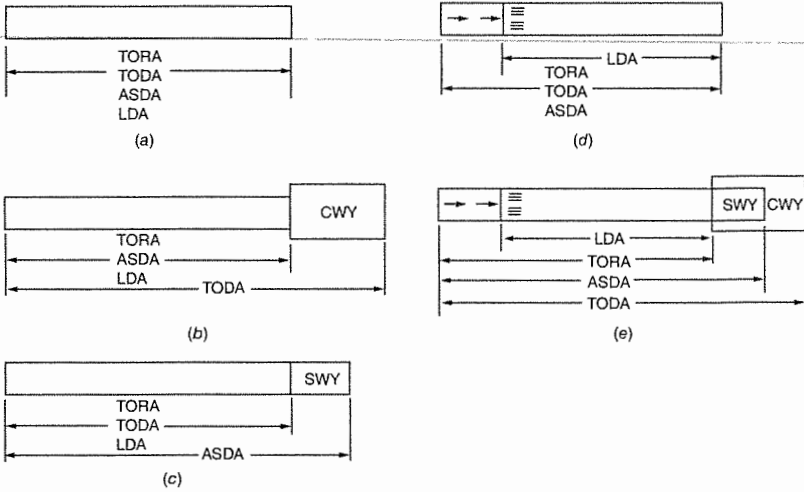 TORA
TODA
ASDA
LDA
(a)
CWY
TORA
ASDA
LDA
TODA
(b)
SWY
TORA
TODA
LDA
ASDA
(c)
LDA
TORA
TODA
ASDA
(d)
SWY CWY
LDA
TORA
ASDA
TODA
(e)